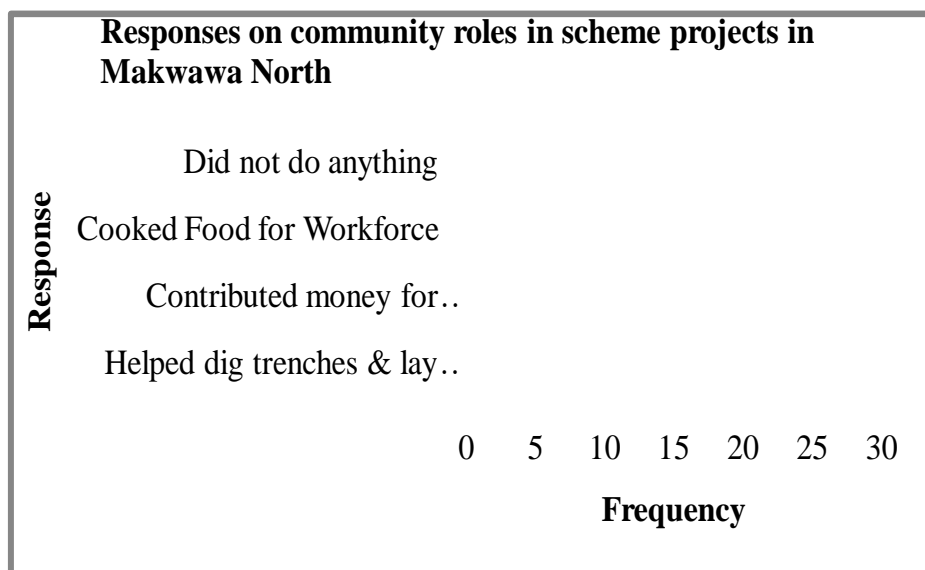 Responses on community roles in scheme projects in
Makwawa North
Response
Did not do anything
Cooked Food for Workforce
Contributed money for..
Helped dig trenches & lay..
0 5 10 15 20 25 30
Frequency